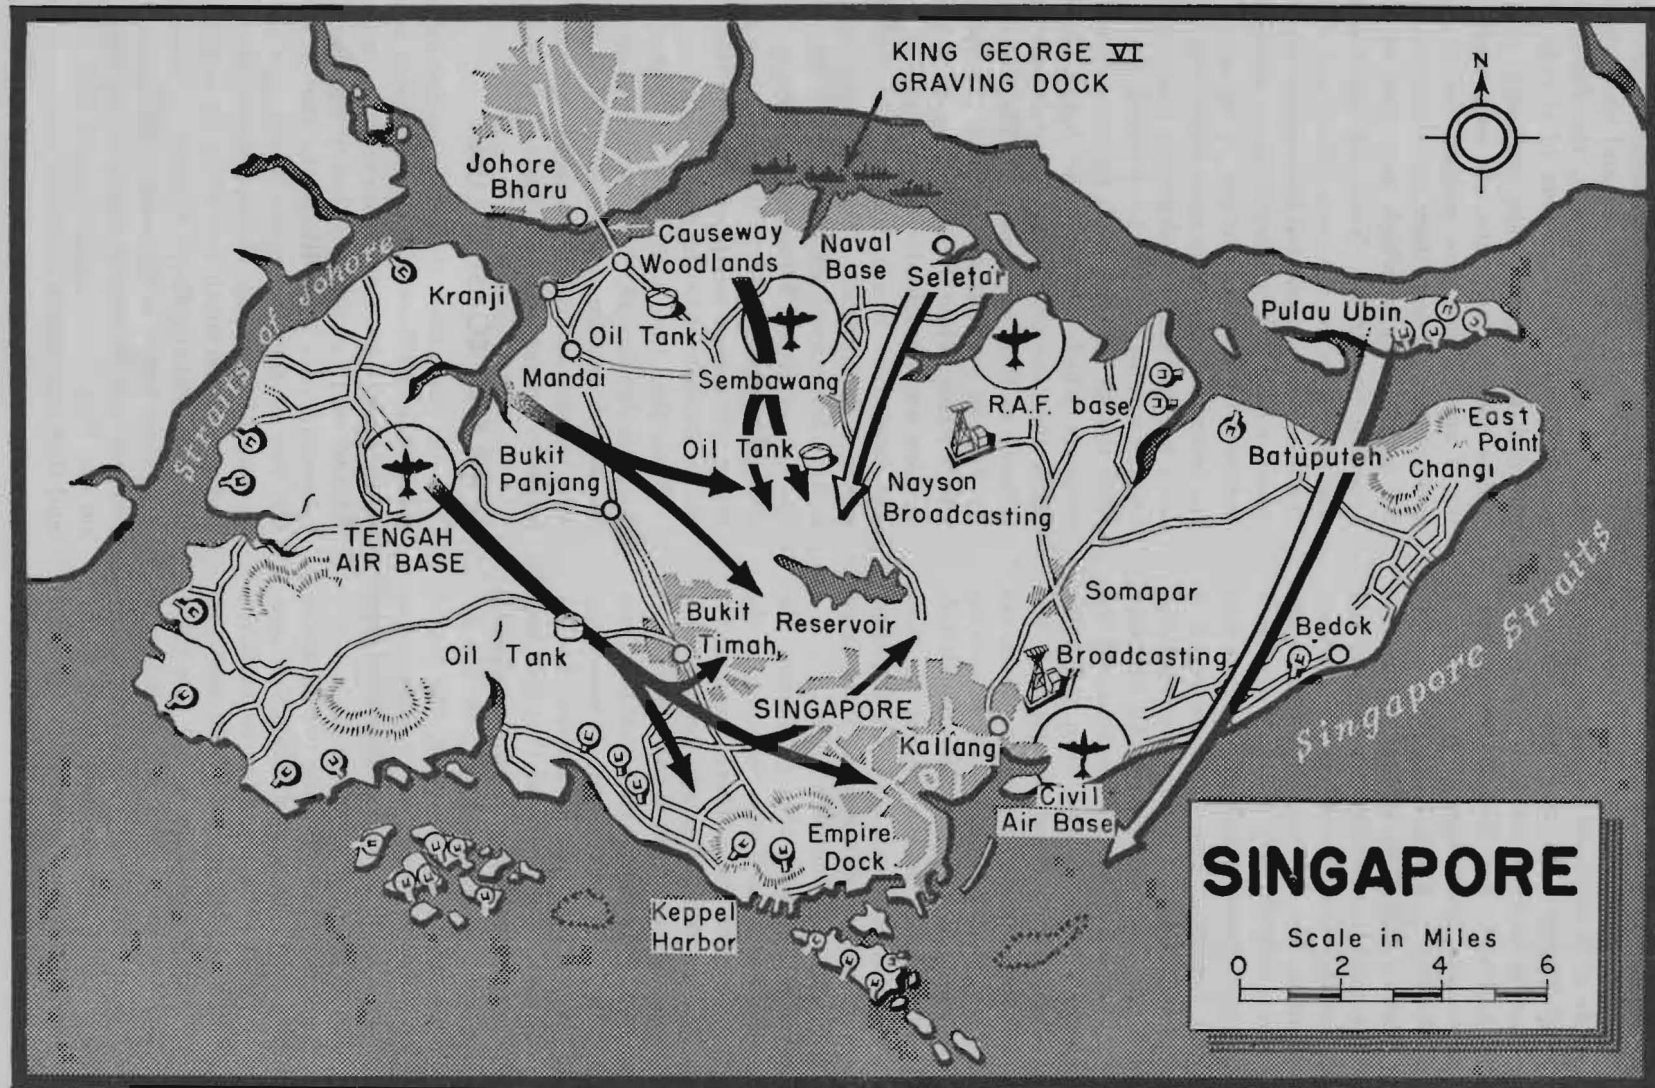 KING GEORGE VI
GRAVING DOCK
N
Johore
Bharu
Causeway
Woodlands
Naval
Base
Seletar
Straits of Johore
Kranji
Pulau Ubin
Oil Tank
Mandai
Sembawang
R.A.F. base
East
Point
Oil Tank
Bukit
Panjang
Batuputeh
Changi
Nayson
Broadcasting
TENGAH
AIR BASE
Somapar
Bukit
Timah
Reservoir
Bedok
Oil Tank
Broadcasting
Singapore Straits
SINGAPORE
Kallang
Civil
Air Base
Empire
Dock
Keppel
Harbor
SINGAPORE
Scale in Miles
0 2 4 6